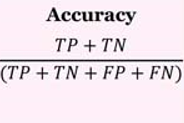 Accuracy
TP + TN
(TP + TN + FP + FN)